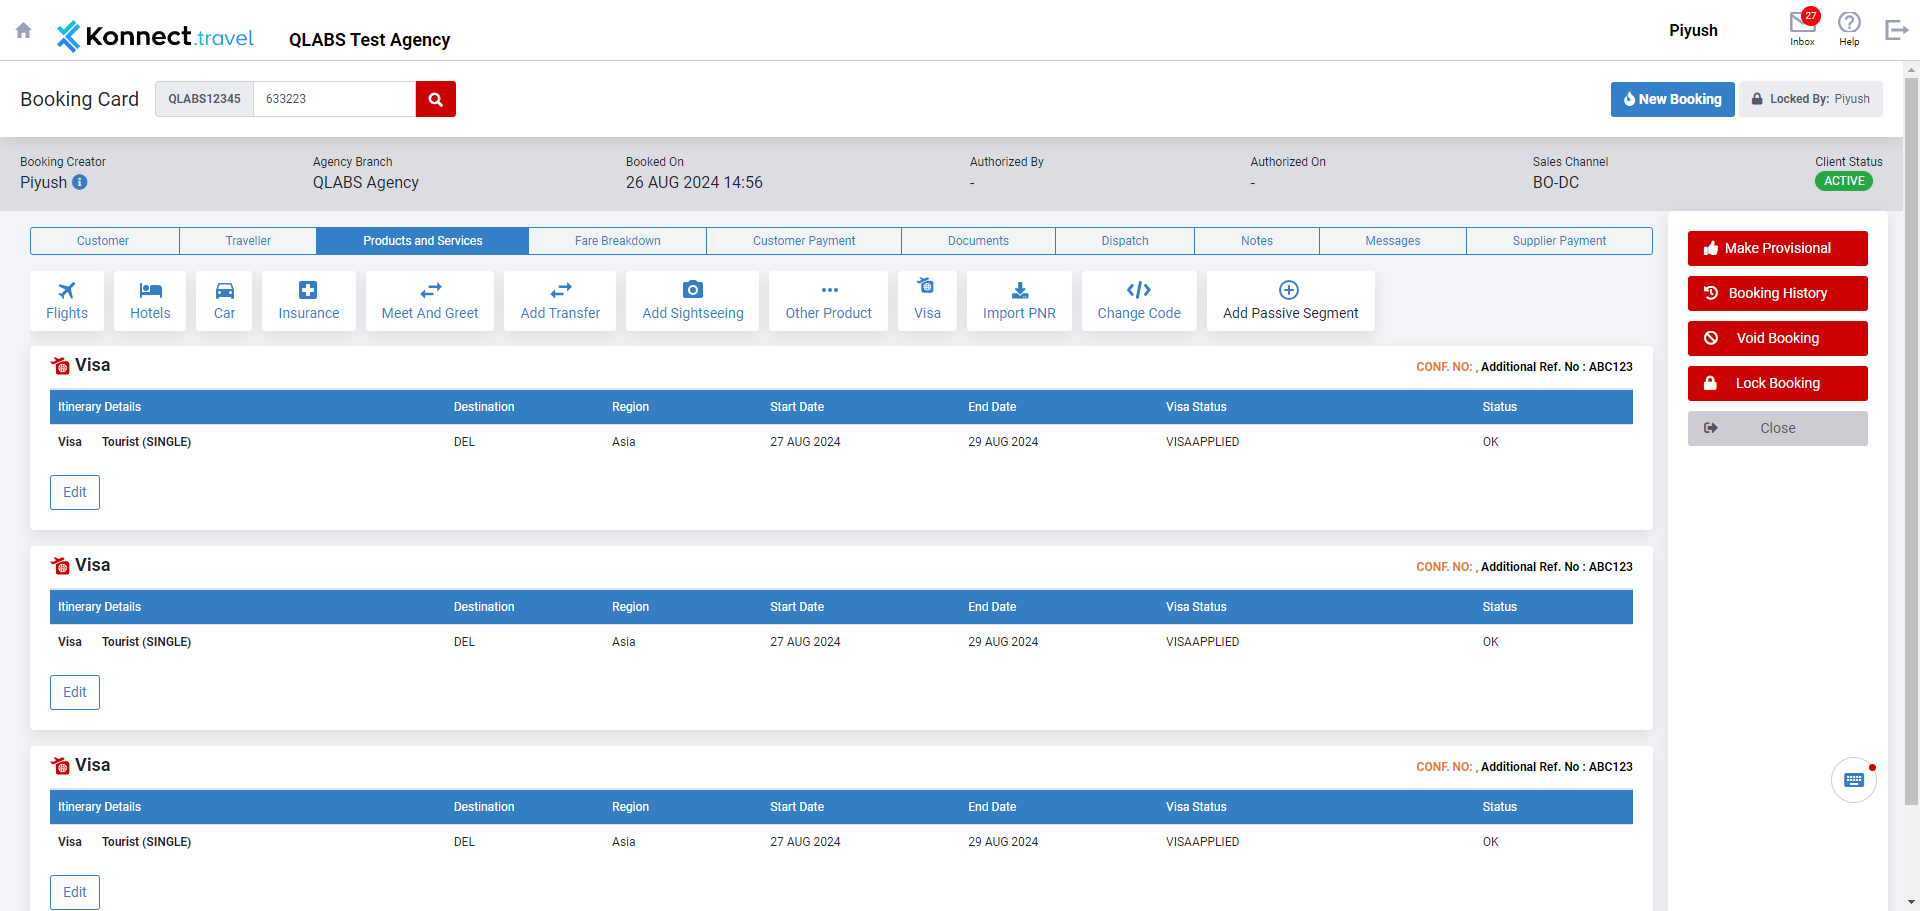 Konnect.travel QLABS Test Agency Piyush 27 Inbox Help
Booking Card QLABS12345 633223 New Booking Locked By: Piyush
Booking Creator Agency Branch Booked On Authorized By Authorized On Sales Channel Client Status
Piyush QLABS Agency 26 AUG 2024 14:56 - - BO-DC ACTIVE
Customer Traveller Products and Services Fare Breakdown Customer Payment Documents Dispatch Notes Messages Supplier Payment
Flights Hotels Car Insurance Meet And Greet Add Transfer Add Sightseeing Other Product Visa Import PNR Change Code Add Passive Segment
Make Provisional
Booking History
Void Booking
Lock Booking
Close
Visa CONF. NO: , Additional Ref. No : ABC123
Itinerary Details Destination Region Start Date End Date Visa Status Status
Visa Tourist (SINGLE) DEL Asia 27 AUG 2024 29 AUG 2024 VISAAPPLIED OK
Edit
Visa CONF. NO: , Additional Ref. No : ABC123
Itinerary Details Destination Region Start Date End Date Visa Status Status
Visa Tourist (SINGLE) DEL Asia 27 AUG 2024 29 AUG 2024 VISAAPPLIED OK
Edit
Visa CONF. NO: , Additional Ref. No : ABC123
Itinerary Details Destination Region Start Date End Date Visa Status Status
Visa Tourist (SINGLE) DEL Asia 27 AUG 2024 29 AUG 2024 VISAAPPLIED OK
Edit